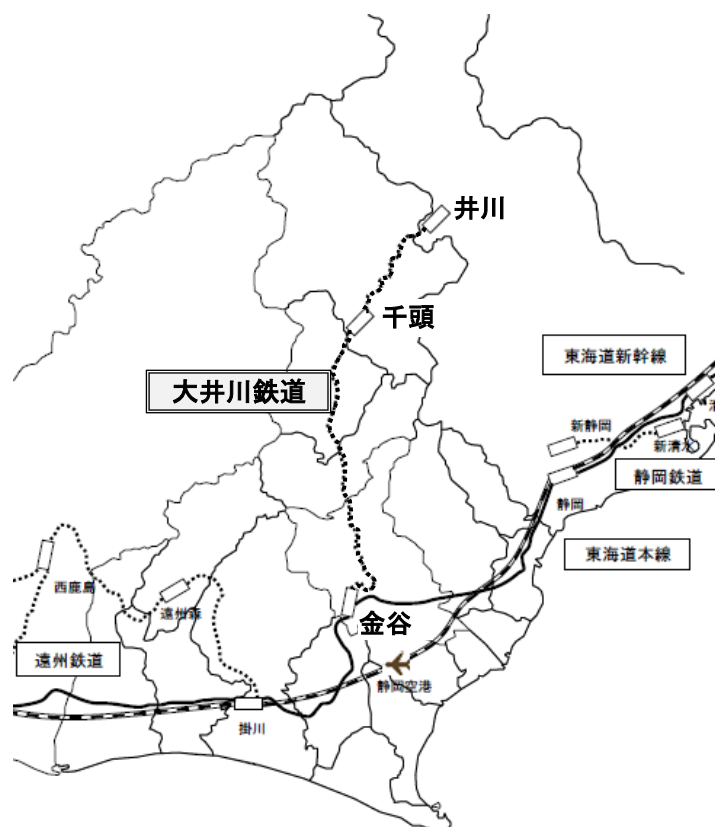 井川
千頭
東海道新幹線
大井川鉄道
新静岡
新清水
静岡鉄道
静岡
東海道本線
西鹿島
遠州森
金谷
遠州鉄道
静岡空港
掛川